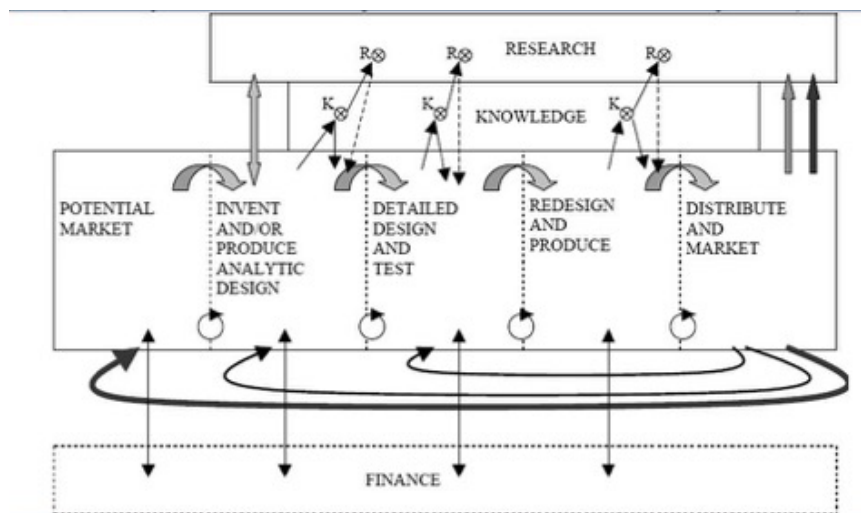 RESEARCH
R
R
R
KNOWLEDGE
K
K
K
POTENTIAL
MARKET
INVENT
AND/OR
PRODUCE
ANALYTIC
DESIGN
DETAILED
DESIGN
AND
TEST
REDESIGN
AND
PRODUCE
DISTRIBUTE
AND
MARKET
FINANCE